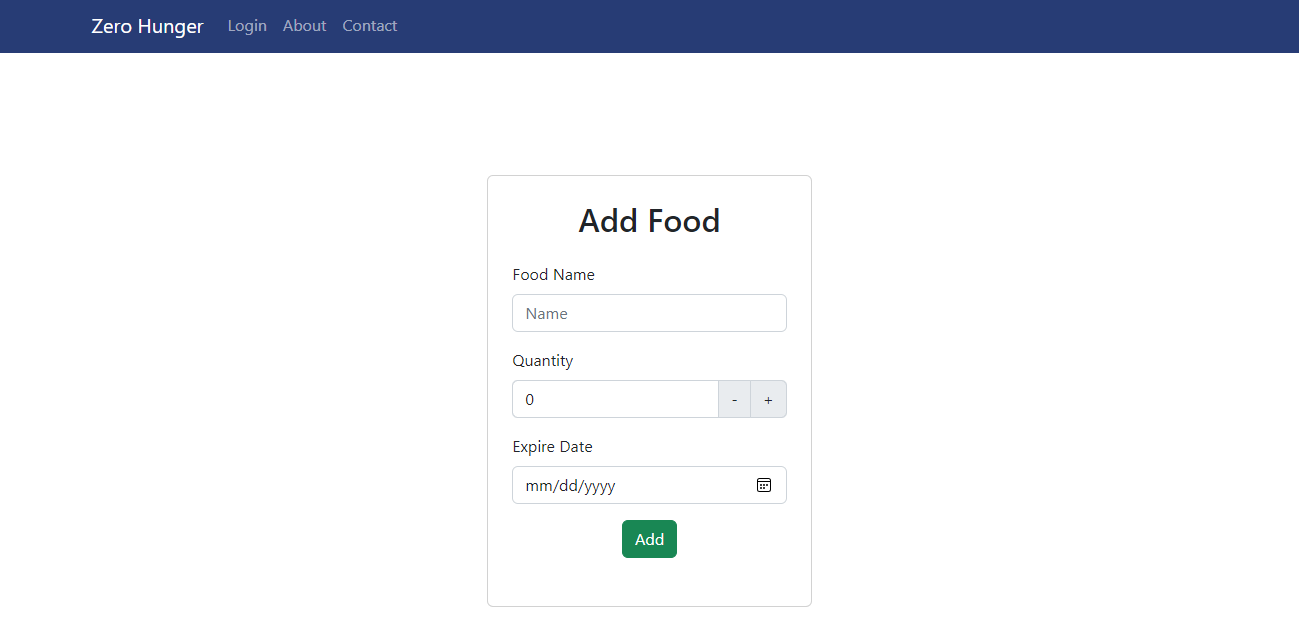 Zero Hunger Login About Contact
Add Food
Food Name
Name
Quantity
0 - +
Expire Date
mm/dd/yyyy
Add